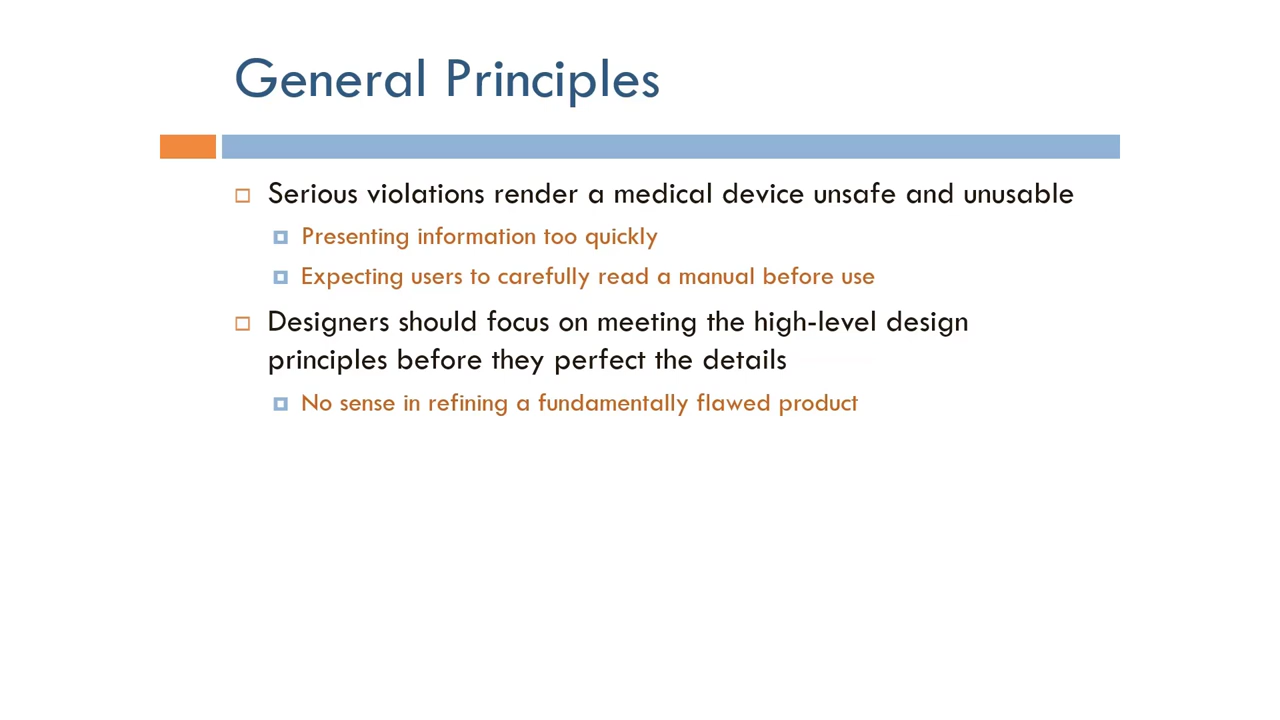 General Principles
Serious violations render a medical device unsafe and unusable
Presenting information too quickly
Expecting users to carefully read a manual before use
Designers should focus on meeting the high-level design
principles before they perfect the details
No sense in refining a fundamentally flawed product